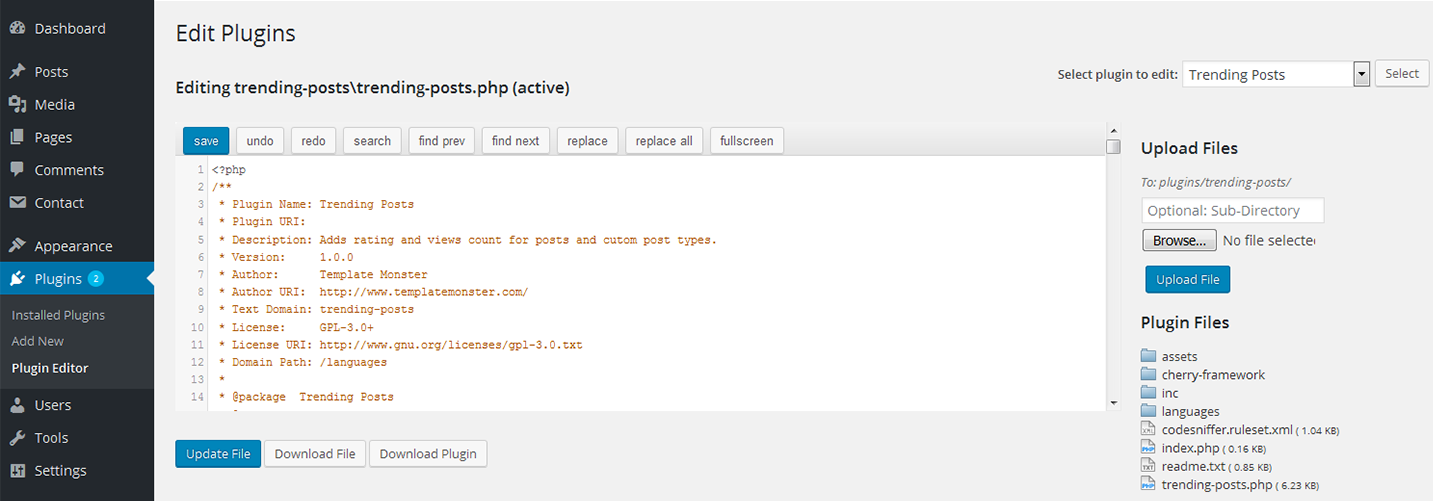 Dashboard
Posts
Media
Pages
Comments
Contact
Appearance
Plugins 2
Installed Plugins
Add New
Plugin Editor
Users
Tools
Settings
Edit Plugins
Select plugin to edit: Trending Posts Select
Editing trending-posts\trending-posts.php (active)
save undo redo search find prev find next replace replace all fullscreen
1 <?php
2 /**
3 * Plugin Name: Trending Posts
4 * Plugin URI:
5 * Description: Adds rating and views count for posts and cutom post types.
6 * Version: 1.0.0
7 * Author: Template Monster
8 * Author URI: http://www.templatemonster.com/
9 * Text Domain: trending-posts
10 * License: GPL-3.0+
11 * License URI: http://www.gnu.org/licenses/gpl-3.0.txt
12 * Domain Path: /languages
13 *
14 * @package Trending Posts
Update File Download File Download Plugin
Upload Files
To: plugins/trending-posts/
Optional: Sub-Directory
Browse... No file selected
Upload File
Plugin Files
assets
cherry-framework
inc
languages
codesniffer.ruleset.xml ( 1.04 KB)
index.php ( 0.16 KB)
readme.txt ( 0.85 KB)
trending-posts.php ( 6.23 KB)